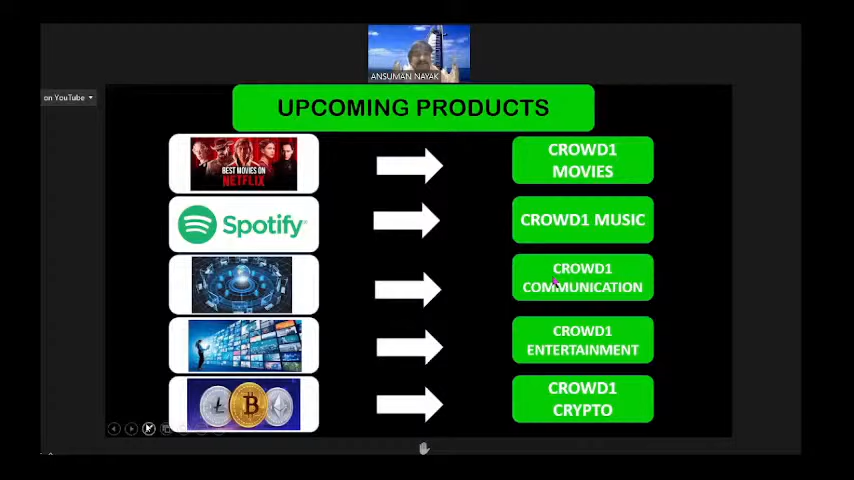 ANSUMAN NAYAK
on YouTube
UPCOMING PRODUCTS
BEST MOVIES ON
NETFLIX
CROWD1
MOVIES
Spotify
CROWD1 MUSIC
CROWD1
COMMUNICATION
CROWD1
ENTERTAINMENT
CROWD1
CRYPTO